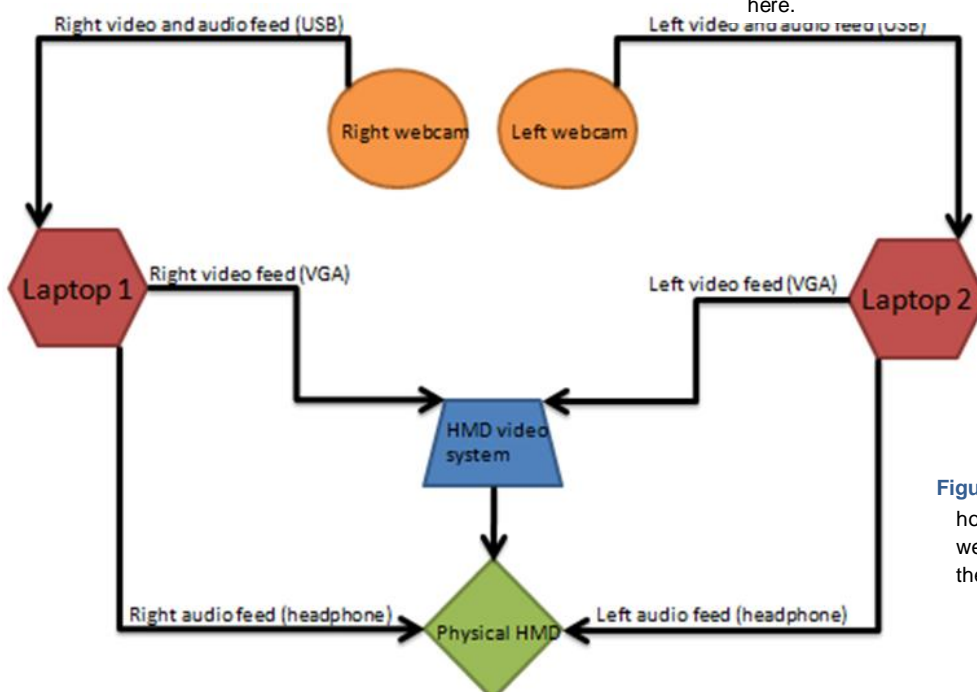 here.
Right video and audio feed (USB)
Left video and audio feed (USB)
Right webcam
Left webcam
Laptop 1
Right video feed (VGA)
Left video feed (VGA)
Laptop 2
HMD video
system
Right audio feed (headphone)
Physical HMD
Left audio feed (headphone)